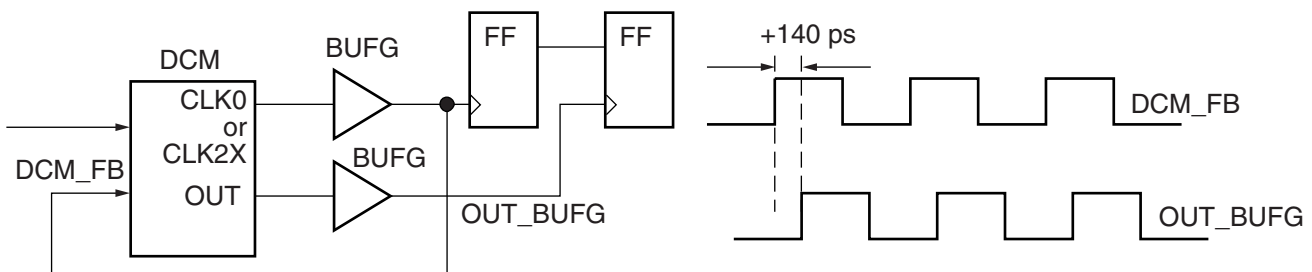 DCM
BUFG
FF
FF
CLK0
or
CLK2X
DCM_FB
BUFG
OUT
OUT_BUFG
+140 ps
DCM_FB
OUT_BUFG